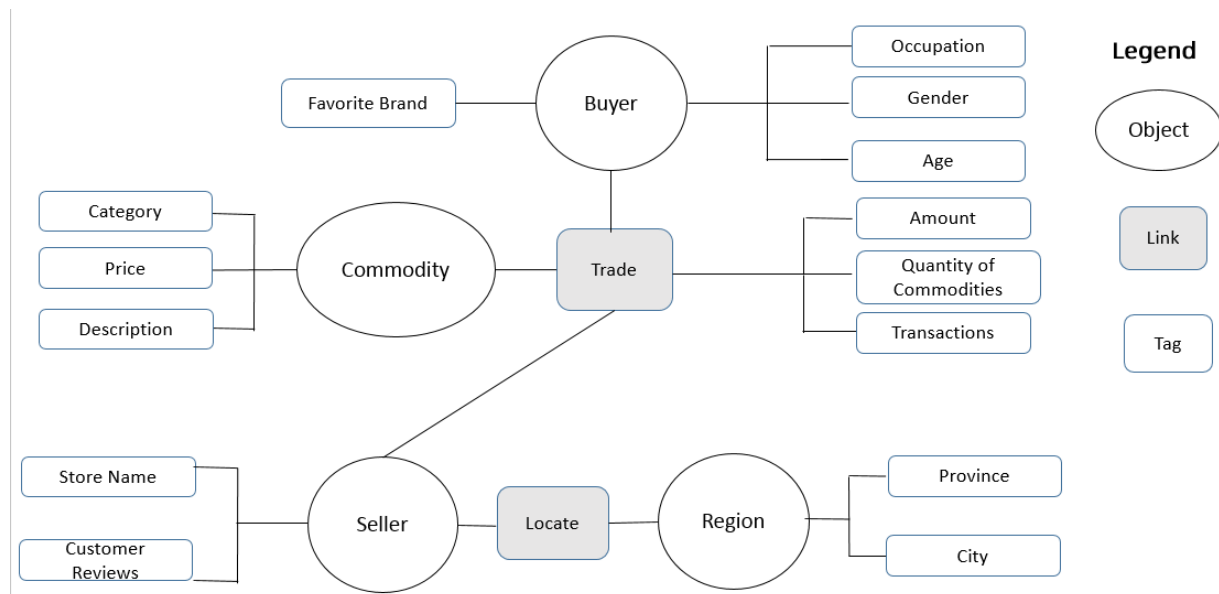 Occupation
Legend
Favorite Brand
Buyer
Gender
Object
Age
Category
Amount
Commodity
Trade
Link
Price
Quantity of
Commodities
Description
Transactions
Tag
Store Name
Province
Seller
Locate
Region
Customer
Reviews
City